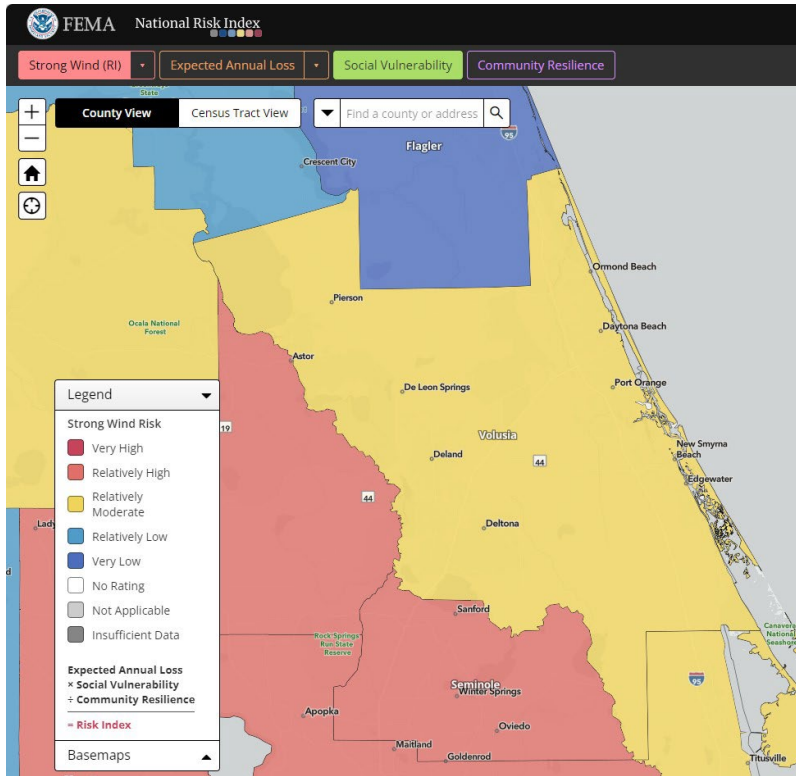 FEMA National Risk Index
Strong Wind (RI) Expected Annual Loss Social Vulnerability Community Resilience
State
+ County View Census Tract View Find a county or address
−
95
Flagler
Crescent City
Ormond Beach
Pierson
Ocala National
Forest
Daytona Beach
Astor
De Leon Springs
Port Orange
Legend
Strong Wind Risk
Very High
Relatively High
Relatively
Moderate
Relatively Low
Very Low
No Rating
Not Applicable
Insufficient Data
Expected Annual Loss
× Social Vulnerability
÷ Community Resilience
= Risk Index
Basemaps
19
Volusia
New Smyrna
Beach
Deland
44
Edgewater
44
Lady
Deltona
d
Sanford
Canavera
National
Seashore
Rock Springs
Run State
Reserve
95
Seminole
Winter Springs
Apopka
Oviedo
Maitland
Goldenrod
Titusville